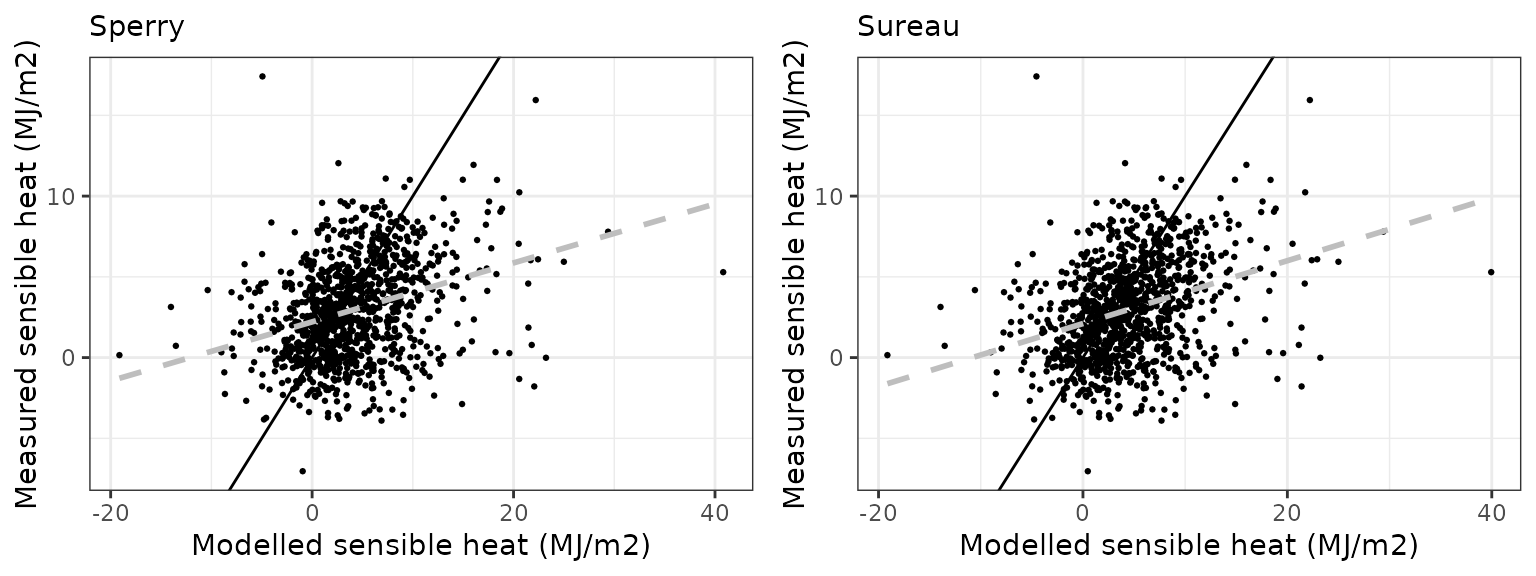 Sperry
Measured sensible heat (MJ/m2)
10
0
-20 0 20 40
Modelled sensible heat (MJ/m2)
Sureau
Measured sensible heat (MJ/m2)
10
0
-20 0 20 40
Modelled sensible heat (MJ/m2)